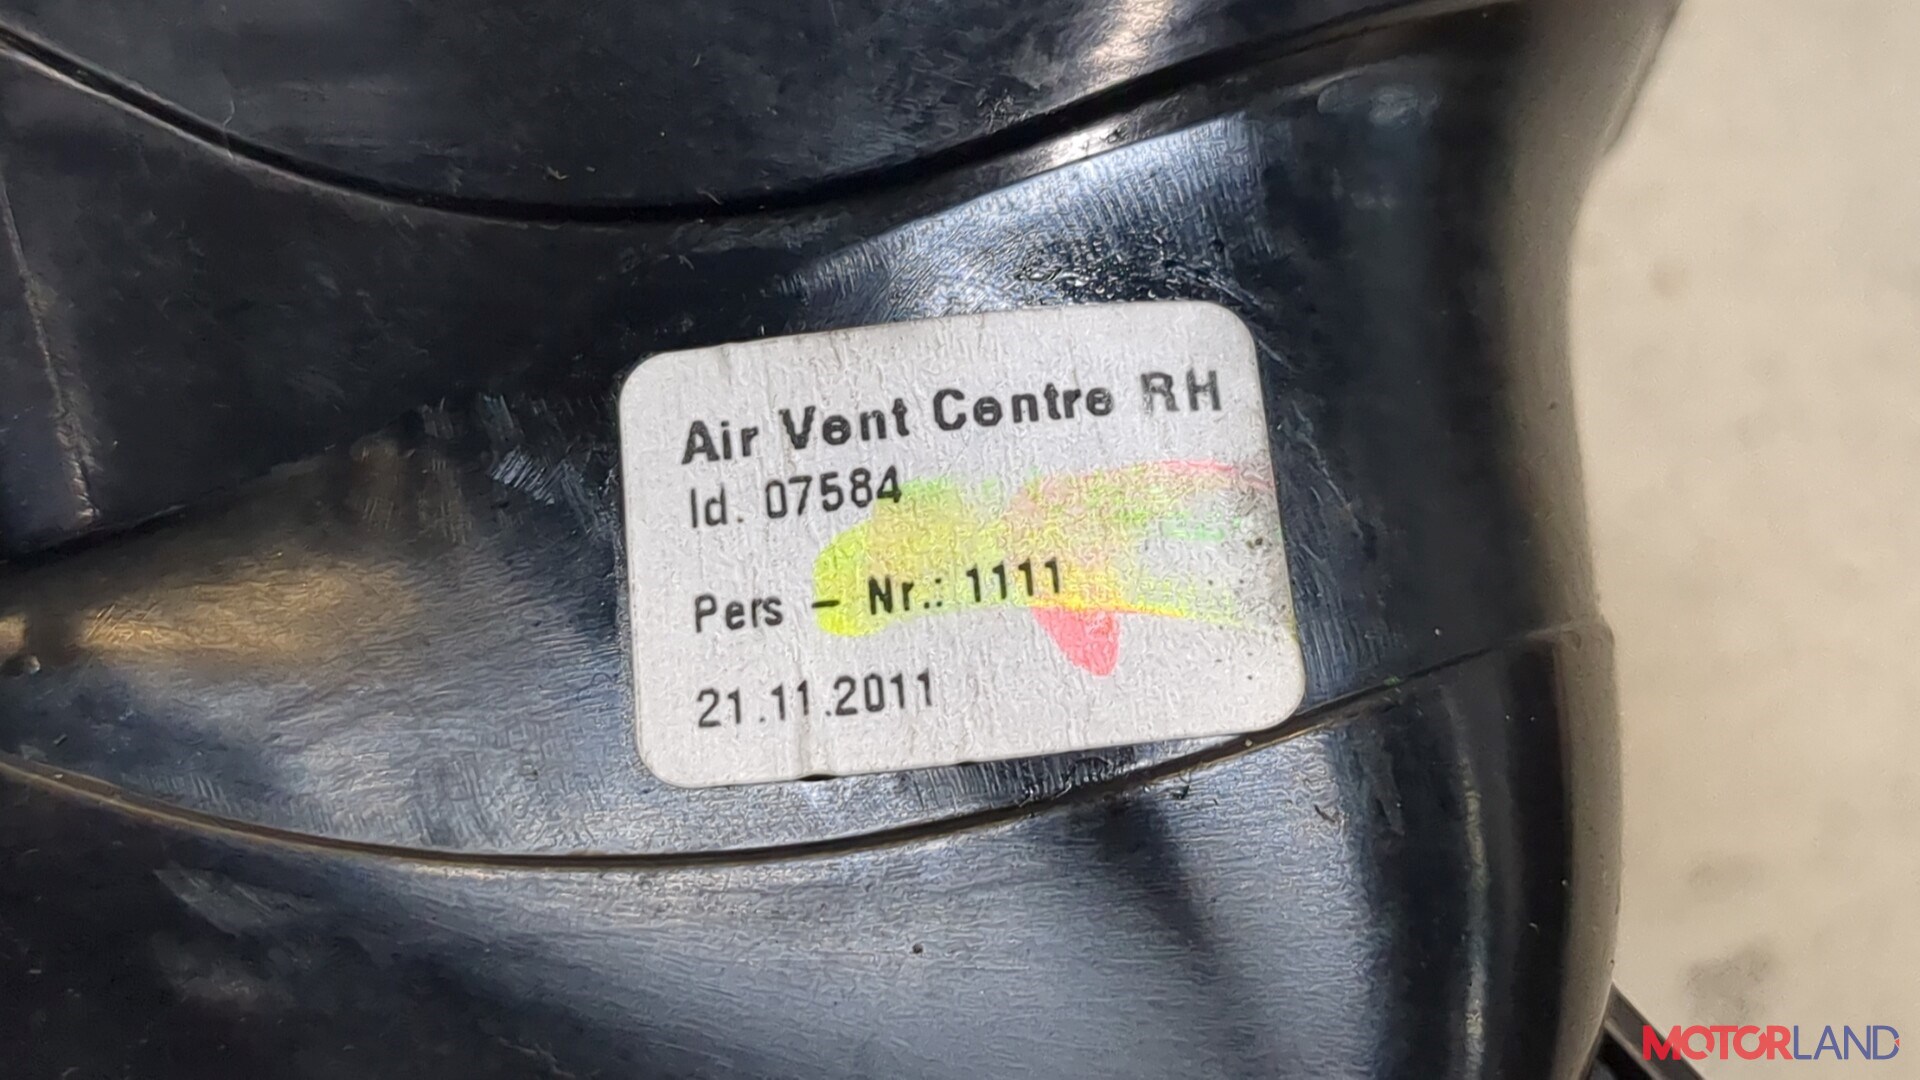 Air Vent Centre RH
Id. 07584
Pers - Nr.: 1111
21.11.2011
MOTORLAND